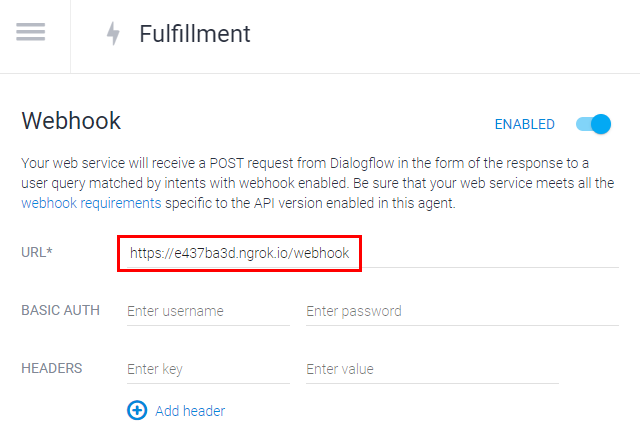 Fulfillment
Webhook
ENABLED
Your web service will receive a POST request from Dialogflow in the form of the response to a
user query matched by intents with webhook enabled. Be sure that your web service meets all the
webhook requirements specific to the API version enabled in this agent.
URL* https://e437ba3d.ngrok.io/webhook
BASIC AUTH Enter username Enter password
HEADERS Enter key Enter value
Add header